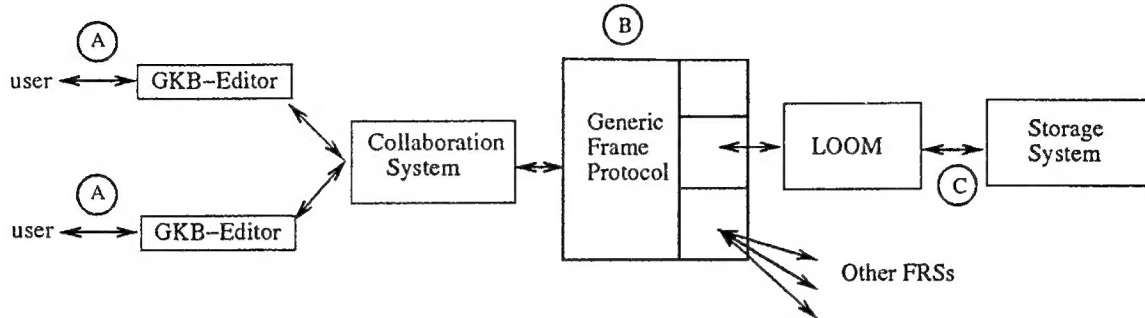 A
B
user
GKB-Editor
Collaboration
System
Generic
Frame
Protocol
LOOM
Storage
System
C
A
user
GKB-Editor
Other FRSs